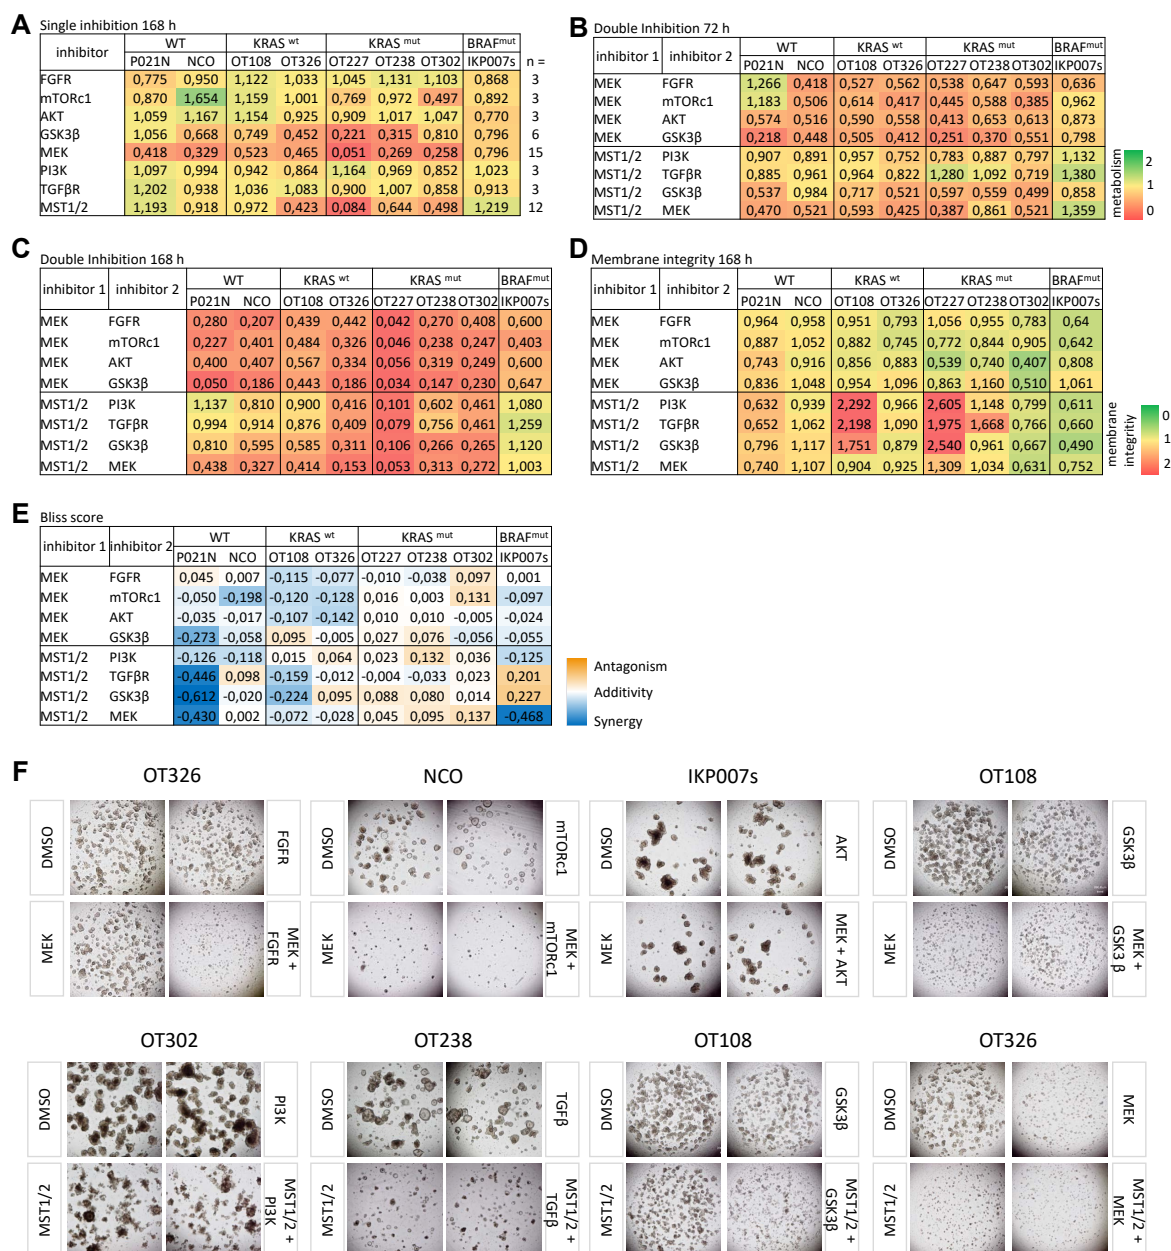 A Single inhibition 168 h
inhibitor WT KRAS wt KRAS mut BRAFmut
P021N NCO OT108 OT326 OT227 OT238 OT302 IKP007s n =
FGFR 0,775 0,950 1,122 1,033 1,045 1,131 1,103 0,868 3
mTORc1 0,870 1,654 1,159 1,001 0,769 0,972 0,497 0,892 3
AKT 1,059 1,167 1,154 0,925 0,909 1,017 1,047 0,770 3
GSK3β 1,056 0,668 0,749 0,452 0,221 0,315 0,810 0,796 6
MEK 0,418 0,329 0,523 0,465 0,051 0,269 0,258 0,796 15
PI3K 1,097 0,994 0,942 0,864 1,164 0,969 0,852 1,023 3
TGFβR 1,202 0,938 1,036 1,083 0,900 1,007 0,858 0,913 3
MST1/2 1,193 0,918 0,972 0,423 0,084 0,644 0,498 1,219 12
B Double Inhibition 72 h
inhibitor 1 inhibitor 2 WT KRAS wt KRAS mut BRAFmut
P021N NCO OT108 OT326 OT227 OT238 OT302 IKP007s
MEK FGFR 1,266 0,418 0,527 0,562 0,538 0,647 0,593 0,636
MEK mTORc1 1,183 0,506 0,614 0,417 0,445 0,588 0,385 0,962
MEK AKT 0,574 0,516 0,590 0,558 0,413 0,653 0,613 0,873
MEK GSK3β 0,218 0,448 0,505 0,412 0,251 0,370 0,551 0,798
MST1/2 PI3K 0,907 0,891 0,957 0,752 0,783 0,887 0,797 1,132
MST1/2 TGFβR 0,885 0,961 0,964 0,822 1,280 1,092 0,719 1,380
MST1/2 GSK3β 0,537 0,984 0,717 0,521 0,597 0,559 0,499 0,858
MST1/2 MEK 0,470 0,521 0,593 0,425 0,387 0,861 0,521 1,359
metabolism
2
1
0
C Double Inhibition 168 h
inhibitor 1 inhibitor 2 WT KRAS wt KRAS mut BRAFmut
P021N NCO OT108 OT326 OT227 OT238 OT302 IKP007s
MEK FGFR 0,280 0,207 0,439 0,442 0,042 0,270 0,408 0,600
MEK mTORc1 0,227 0,401 0,484 0,326 0,046 0,238 0,247 0,403
MEK AKT 0,400 0,407 0,567 0,334 0,056 0,319 0,249 0,600
MEK GSK3β 0,050 0,186 0,443 0,186 0,034 0,147 0,230 0,647
MST1/2 PI3K 1,137 0,810 0,900 0,416 0,101 0,602 0,461 1,080
MST1/2 TGFβR 0,994 0,914 0,876 0,409 0,079 0,756 0,461 1,259
MST1/2 GSK3β 0,810 0,595 0,585 0,311 0,106 0,266 0,265 1,120
MST1/2 MEK 0,438 0,327 0,414 0,153 0,053 0,313 0,272 1,003
D Membrane integrity 168 h
inhibitor 1 inhibitor 2 WT KRAS wt KRAS mut BRAFmut
P021N NCO OT108 OT326 OT227 OT238 OT302 IKP007s
MEK FGFR 0,964 0,958 0,951 0,793 1,056 0,955 0,783 0,64
MEK mTORc1 0,887 1,052 0,882 0,745 0,772 0,844 0,905 0,642
MEK AKT 0,743 0,916 0,856 0,883 0,539 0,740 0,407 0,808
MEK GSK3β 0,836 1,048 0,954 1,096 0,863 1,160 0,510 1,061
MST1/2 PI3K 0,632 0,939 2,292 0,966 2,605 1,148 0,799 0,611
MST1/2 TGFβR 0,652 1,062 2,198 1,090 1,975 1,668 0,766 0,660
MST1/2 GSK3β 0,796 1,117 1,751 0,879 2,540 0,961 0,667 0,490
MST1/2 MEK 0,740 1,107 0,904 0,925 1,309 1,034 0,631 0,752
membrane
integritiy
0
1
2
E Bliss score
inhibitor 1 inhibitor 2 WT KRAS wt KRAS mut BRAFmut
P021N NCO OT108 OT326 OT227 OT238 OT302 IKP007s
MEK FGFR 0,045 0,007 -0,115 -0,077 -0,010 -0,038 0,097 0,001
MEK mTORc1 -0,050 -0,198 -0,120 -0,128 0,016 0,003 0,131 -0,097
MEK AKT -0,035 -0,017 -0,107 -0,142 0,010 0,010 -0,005 -0,024
MEK GSK3β -0,273 -0,058 0,095 -0,005 0,027 0,076 -0,056 -0,055
MST1/2 PI3K -0,126 -0,118 0,015 0,064 0,023 0,132 0,036 -0,125
MST1/2 TGFβR -0,446 0,098 -0,159 -0,012 -0,004 -0,033 0,023 0,201
MST1/2 GSK3β -0,612 -0,020 -0,224 0,095 0,088 0,080 0,014 0,227
MST1/2 MEK -0,430 0,002 -0,072 -0,028 0,045 0,095 0,137 -0,468
Antagonism
Additivity
Synergy
F
OT326 NCO IKP007s OT108
DMSO FGFR DMSO mTORc1 DMSO AKT DMSO GSK3β
MEK MEK + FGFR MEK MEK + mTORc1 MEK MEK + AKT MEK MEK + GSK3 β
OT302 OT238 OT108 OT326
DMSO PI3K DMSO TGFβ DMSO GSK3β DMSO MEK
MST1/2 MST1/2 + PI3K MST1/2 MST1/2 + TGFβ MST1/2 MST1/2 + GSK3β MST1/2 MST1/2 + MEK